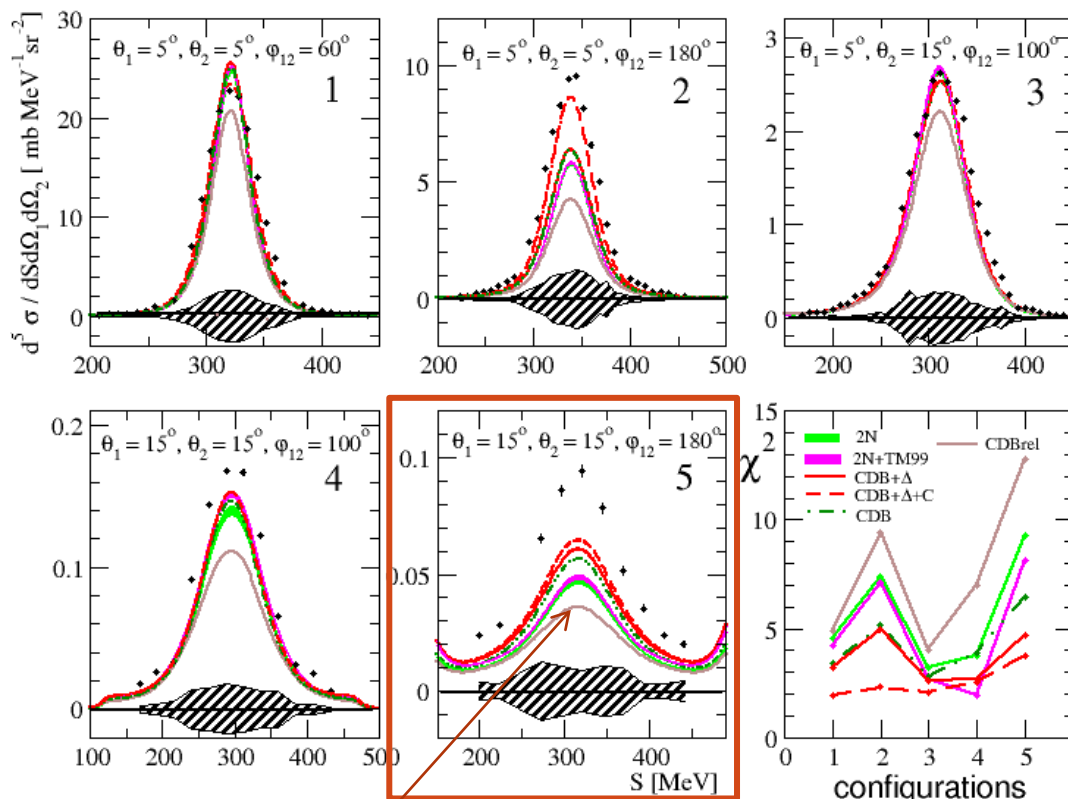 d⁵ σ / dSdΩ₁dΩ₂ [ mb MeV⁻¹sr⁻²]
θ₁ = 5°, θ₂ = 5°, φ₁₂ = 60°
1
30
20
10
0
200 300 400
θ₁ = 5°, θ₂ = 5°, φ₁₂ = 180°
2
10
5
0
200 300 400 500
θ₁ = 5°, θ₂ = 15°, φ₁₂ = 100°
3
3
2
1
0
200 300 400
θ₁ = 15°, θ₂ = 15°, φ₁₂ = 100°
4
0.2
0.1
0
100 200 300 400 500
θ₁ = 15°, θ₂ = 15°, φ₁₂ = 180°
5
0.1
0.05
0
200 300 400
S [MeV]
χ²
15
10
5
0
2N
2N+TM99
CDB+Δ
CDB+Δ+C
CDB
CDBrel
0 1 2 3 4 5
configurations